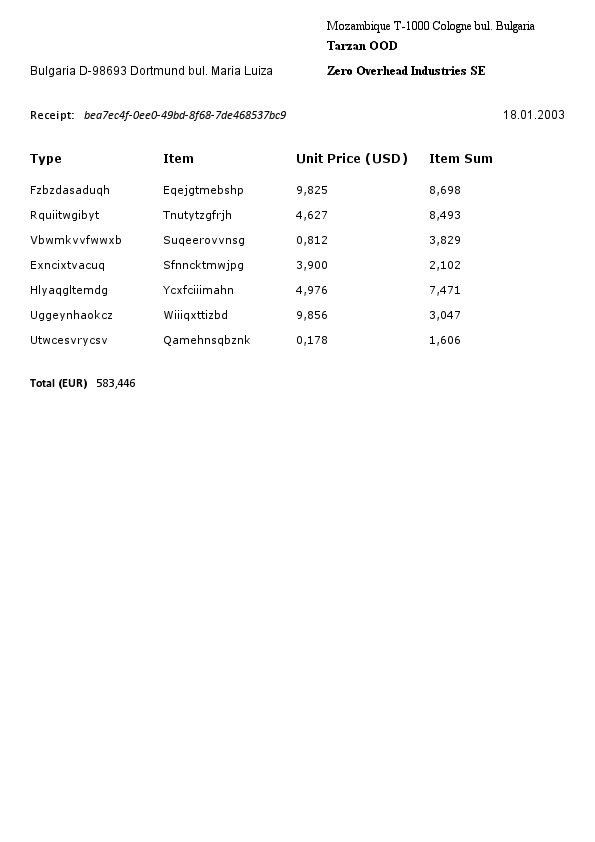 Mozambique T-1000 Cologne bul. Bulgaria
Tarzan OOD
Bulgaria D-98693 Dortmund bul. Maria Luiza Zero Overhead Industries SE
Receipt: bea7ec4f-0ee0-49bd-8f68-7de468537bc9 18.01.2003
Type Item Unit Price (USD) Item Sum
Fzbzdasaduqh Eqejgtmebshp 9,825 8,698
Rquiitwgibyt Tnutytzgfrjh 4,627 8,493
Vbwmkvvfwwxb Suqeerovvnsg 0,812 3,829
Exncixtvacuq Sfnncktmwjpg 3,900 2,102
Hlyaqgltemdg Ycxfciiimahn 4,976 7,471
Uggeynhaokcz Wiiiqxttizbd 9,856 3,047
Utwcesvrycsv Qamehnsqbznk 0,178 1,606
Total (EUR) 583,446